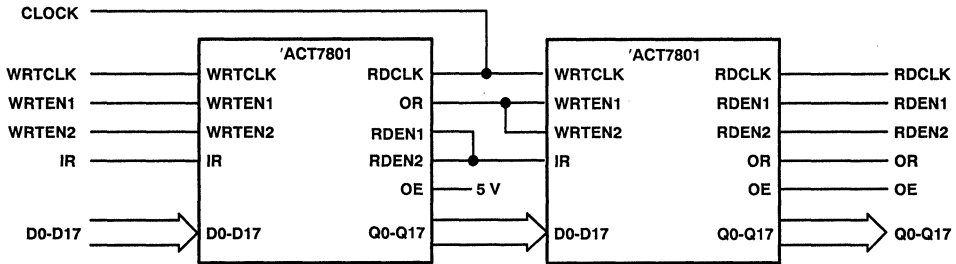 CLOCK
'ACT7801 'ACT7801
WRTCLK WRTCLK RDCLK WRTCLK RDCLK RDCLK
WRTEN1 WRTEN1 OR WRTEN1 RDEN1 RDEN1
WRTEN2 WRTEN2 RDEN1 WRTEN2 RDEN2 RDEN2
IR IR RDEN2 IR OR OR
OE 5 V OE OE
D0-D17 D0-D17 Q0-Q17 D0-D17 Q0-Q17 Q0-Q17